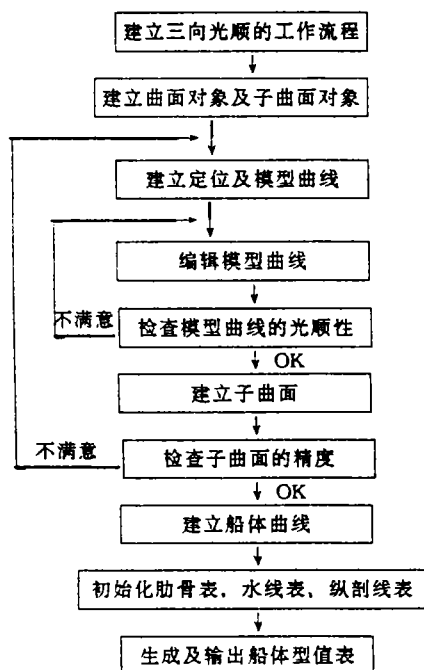 建立三向光顺的工作流程
建立曲面对象及子曲面对象
建立定位及模型曲线
编辑模型曲线
不满意
检查模型曲线的光顺性
OK
建立子曲面
不满意
检查子曲面的精度
OK
建立船体曲线
初始化肋骨表，水线表，纵剖线表
生成及输出船体型值表